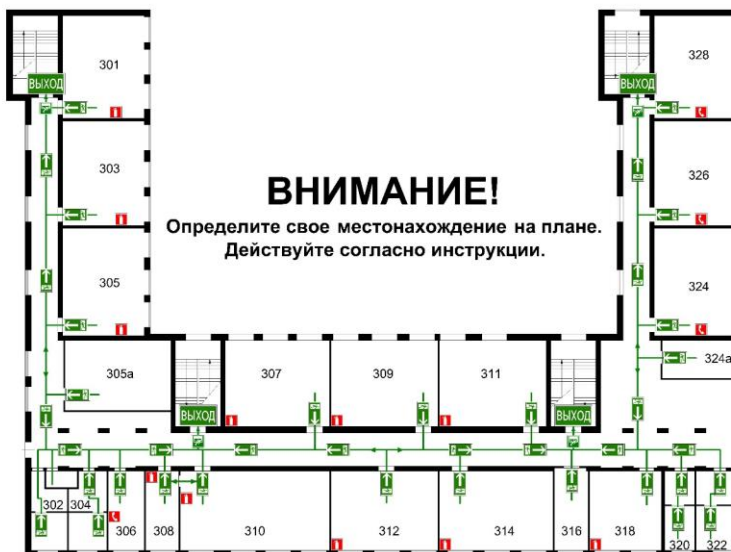 301
328
ВЫХОД
ВЫХОД
303
326
ВНИМАНИЕ!
Определите свое местонахождение на плане.
Действуйте согласно инструкции.
305
324
305а
307
309
311
324а
ВЫХОД
ВЫХОД
302
304
306
308
310
312
314
316
318
320
322